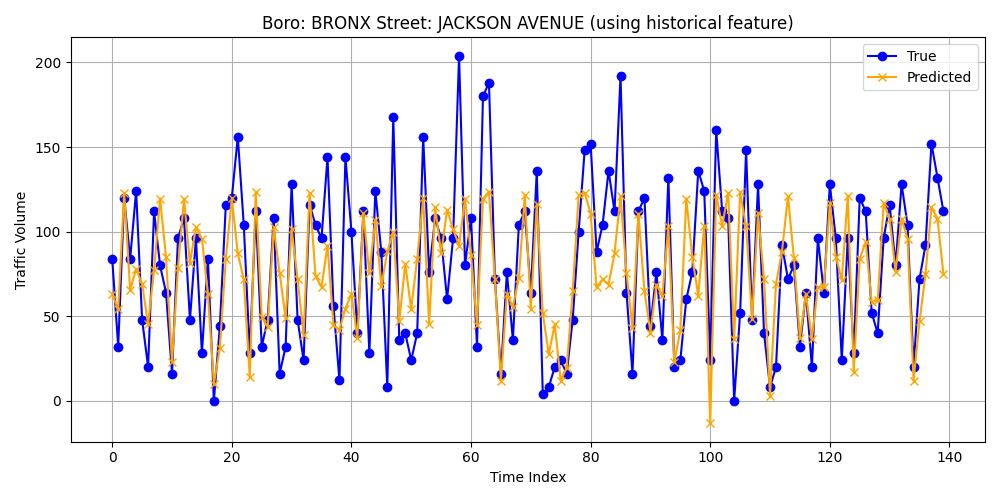 Boro: BRONX Street: JACKSON AVENUE (using historical feature)
True
Predicted
Traffic Volume
200
150
100
50
0
0 20 40 60 80 100 120 140
Time Index